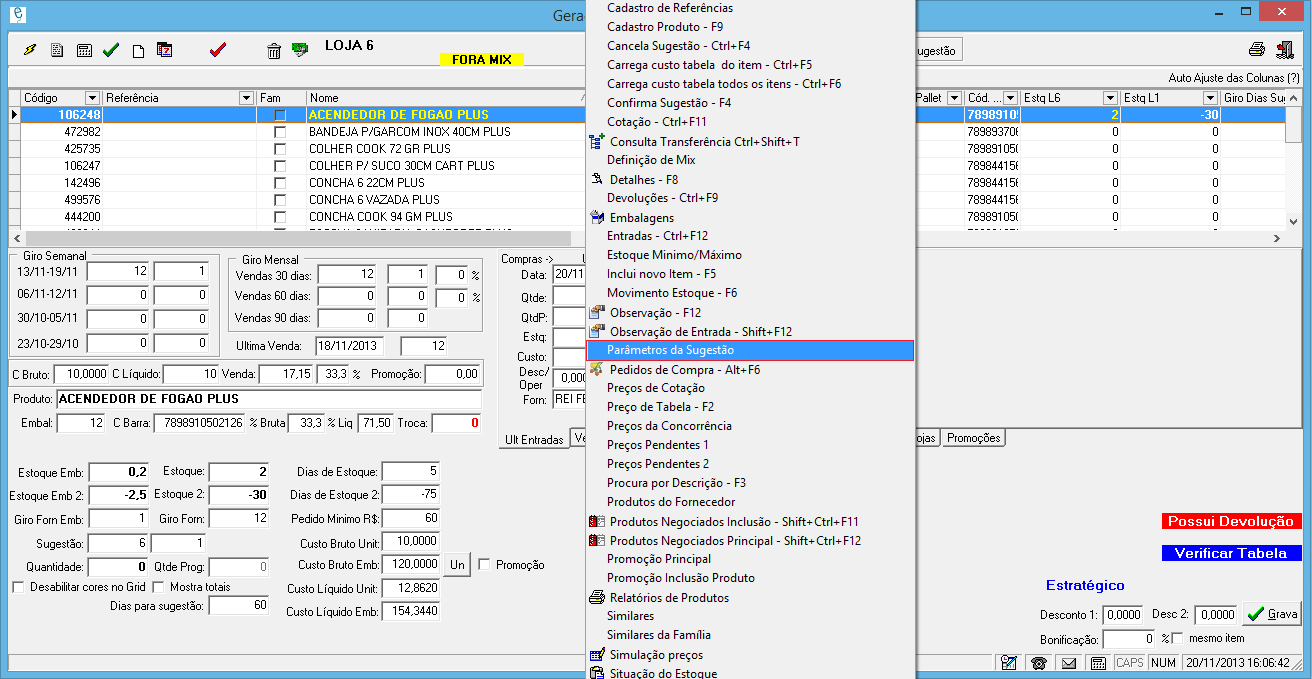 Gera
LOJA 6
FORA MIX
ugestão
Auto Ajuste das Colunas (?)
Código Referência Fam Nome Pallet Cód. ... Estq L6 Estq L1 Giro Dias Sug
106248 ACENDEDOR DE FOGAO PLUS 7898910 2 -30
472982 BANDEJA P/GARCOM INOX 40CM PLUS 789893706 0 0
425735 COLHER COOK 72 GR PLUS 789891050 0 0
106247 COLHER P/ SUCO 30CM CART PLUS 789844156 0 0
142496 CONCHA 6 22CM PLUS 789844156 0 0
499576 CONCHA 6 VAZADA PLUS 789844156 0 0
444200 CONCHA COOK 94 GM PLUS 789891050 0 0
Cadastro de Referências
Cadastro Produto - F9
Cancela Sugestão - Ctrl+F4
Carrega custo tabela do item - Ctrl+F5
Carrega custo tabela todos os itens - Ctrl+F6
Confirma Sugestão - F4
Cotação - Ctrl+F11
Consulta Transferência Ctrl+Shift+T
Definição de Mix
Detalhes - F8
Devoluções - Ctrl+F9
Embalagens
Entradas - Ctrl+F12
Estoque Minimo/Máximo
Inclui novo Item - F5
Movimento Estoque - F6
Observação - F12
Observação de Entrada - Shift+F12
Parâmetros da Sugestão
Pedidos de Compra - Alt+F6
Preços de Cotação
Preço de Tabela - F2
Preços da Concorrência
Preços Pendentes 1
Preços Pendentes 2
Procura por Descrição - F3
Produtos do Fornecedor
Produtos Negociados Inclusão - Shift+Ctrl+F11
Produtos Negociados Principal - Shift+Ctrl+F12
Promoção Principal
Promoção Inclusão Produto
Relatórios de Produtos
Similares
Similares da Família
Simulação preços
Situação do Estoque
Giro Semanal
13/11-19/11 12 1
06/11-12/11 0 0
30/10-05/11 0 0
23/10-29/10 0 0
Giro Mensal
Vendas 30 dias: 12 1 0 %
Vendas 60 dias: 0 0 0 %
Vendas 90 dias: 0 0
Ultima Venda: 18/11/2013 12
Compras ->
Data: 20/11
Qtde:
QtdP:
Estq:
Custo:
Desc/
Oper 0,000
Forn: REI FE
Ult Entradas Ve
ojas Promoções
C Bruto: 10,0000 C Líquido: 10 Venda: 17,15 33,3 % Promoção: 0,00
Produto: ACENDEDOR DE FOGAO PLUS
Embal: 12 C Barra: 7898910502126 % Bruta 33,3 % Liq 71,50 Troca: 0
Estoque Emb: 0,2 Estoque: 2 Dias de Estoque: 5
Estoque Emb 2: -2,5 Estoque 2: -30 Dias de Estoque 2: -75
Giro Forn Emb: 1 Giro Forn: 12 Pedido Minimo R$: 60
Sugestão: 6 1 Custo Bruto Unit: 10,0000
Quantidade: 0 Qtde Prog: 0 Custo Bruto Emb: 120,0000 Un Promoção
Desabilitar cores no Grid Mostra totais Custo Líquido Unit: 12,8620
Dias para sugestão: 60 Custo Líquido Emb: 154,3440
Possui Devolução
Verificar Tabela
Estratégico
Desconto 1: 0,0000 Desc 2: 0,0000 Grava
Bonificação: 0 % mesmo item
CAPS NUM 20/11/2013 16:06:42